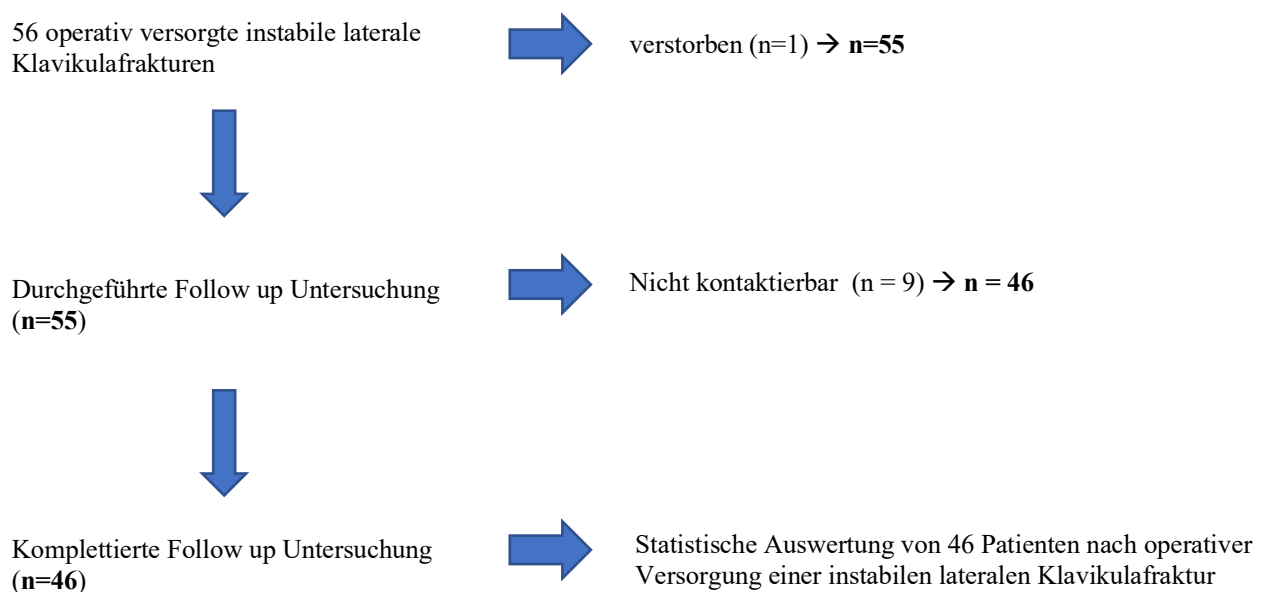 56 operativ versorgte instabile laterale
Klavikulafrakturen
verstorben (n=1) → n=55
Durchgeführte Follow up Untersuchung
(n=55)
Nicht kontaktierbar (n = 9) → n = 46
Komplettierte Follow up Untersuchung
(n=46)
Statistische Auswertung von 46 Patienten nach operativer
Versorgung einer instabilen lateralen Klavikulafraktur